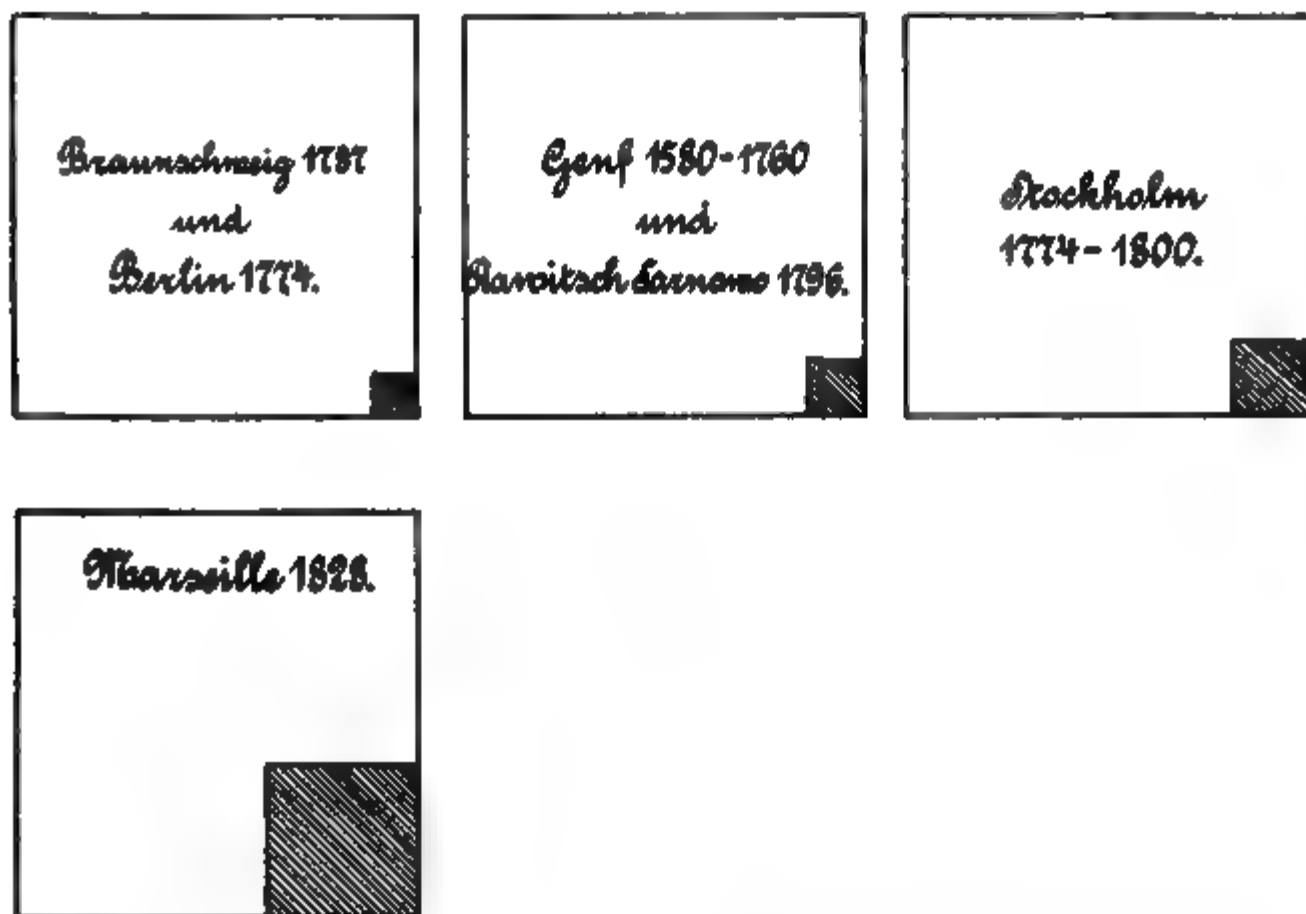 Braunschweig 1787
und
Berlin 1774.
Genf 1580-1760
und
Rawitsch Sarnowo 1796.
Stockholm
1774-1800.
Marseille 1828.